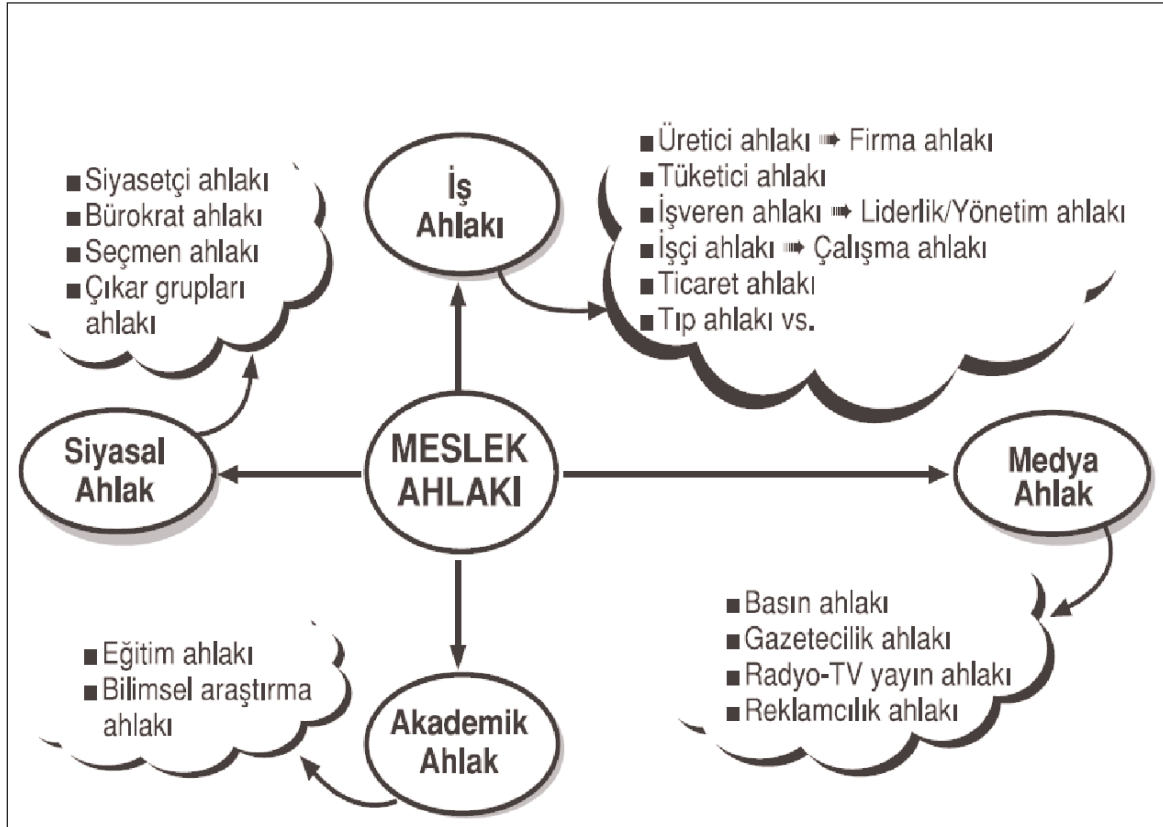 ■ Siyasetçi ahlakı
■ Bürokrat ahlakı
■ Seçmen ahlakı
■ Çıkar grupları
ahlakı
İş
Ahlakı
■ Üretici ahlakı ➠ Firma ahlakı
■ Tüketici ahlakı
■ İşveren ahlakı ➠ Liderlik/Yönetim ahlakı
■ İşçi ahlakı ➠ Çalışma ahlakı
■ Ticaret ahlakı
■ Tıp ahlakı vs.
Siyasal
Ahlak
MESLEK
AHLAKI
Medya
Ahlak
■ Eğitim ahlakı
■ Bilimsel araştırma
ahlakı
Akademik
Ahlak
■ Basın ahlakı
■ Gazetecilik ahlakı
■ Radyo-TV yayın ahlakı
■ Reklamcılık ahlakı